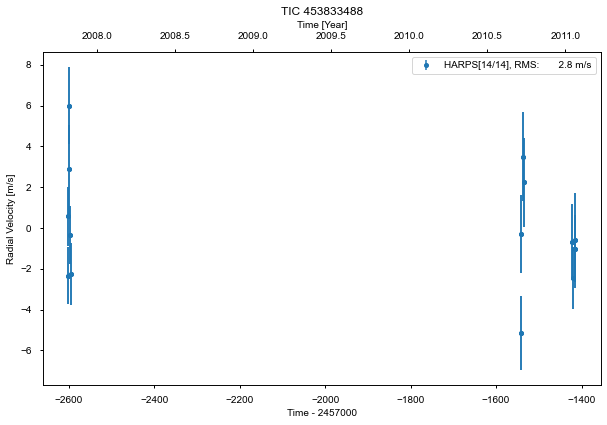 TIC 453833488
Time [Year]
2008.0 2008.5 2009.0 2009.5 2010.0 2010.5 2011.0
HARPS[14/14], RMS: 2.8 m/s
8
6
4
2
0
−2
−4
−6
Radial Velocity [m/s]
−2600 −2400 −2200 −2000 −1800 −1600 −1400
Time - 2457000